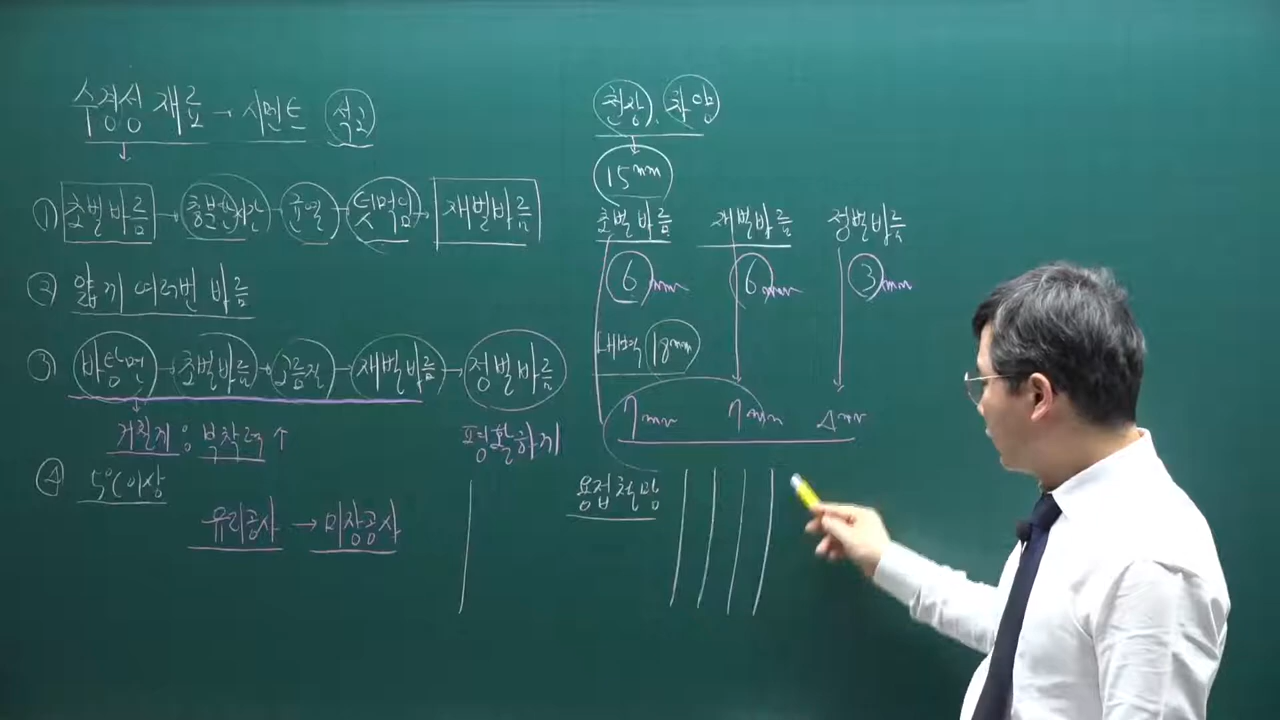 수경성 재료 → 시멘트 석고
① 초벌바름 → 충분한시간 - 균열 - 덧먹임 → 재벌바름
② 얇게 여러번 바름
③ 바탕면 → 초벌바름 → 고름질 → 재벌바름 → 정벌바름
거칠게 : 부착력 ↑
평활하게
④ 5℃이상
유리공사 → 미장공사
천장, 차양
15mm
초벌바름 재벌바름 정벌바름
6mm 6mm 3mm
내벽 18mm
7mm 7mm 4mm
용접철망